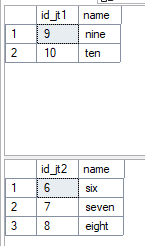 id_jt1 name
1 9 nine
2 10 ten
id_jt2 name
1 6 six
2 7 seven
3 8 eight